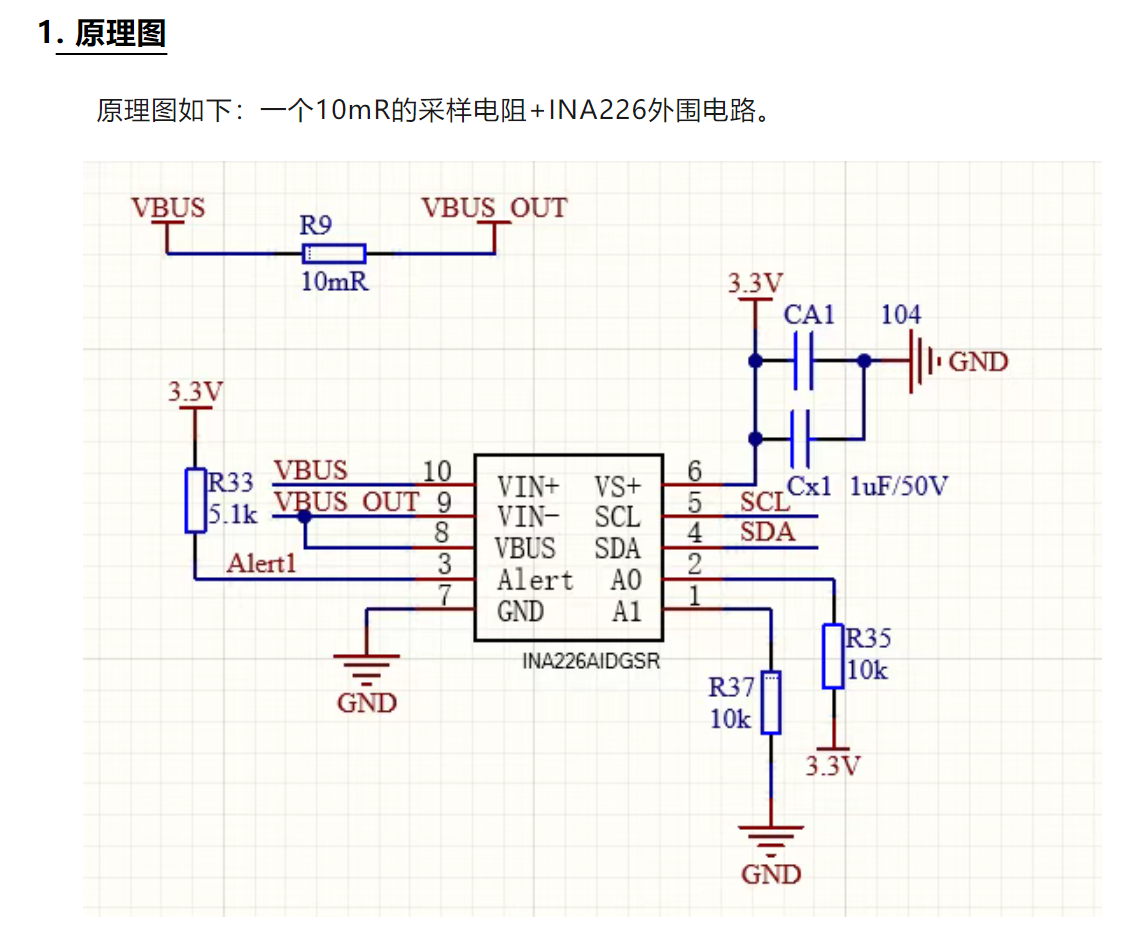 1. 原理图
原理图如下：一个10mR的采样电阻+INA226外围电路。
VBUS
VBUS_OUT
R9
10mR
3.3V
CA1
104
GND
Cx1
1uF/50V
3.3V
R33
5.1k
VBUS
10
VBUS_OUT
9
8
Alert1
3
7
GND
VIN+
VS+
VIN-
SCL
VBUS
SDA
Alert
A0
GND
A1
INA226AIDGSR
6
5
SCL
4
SDA
2
1
R35
10k
3.3V
R37
10k
GND